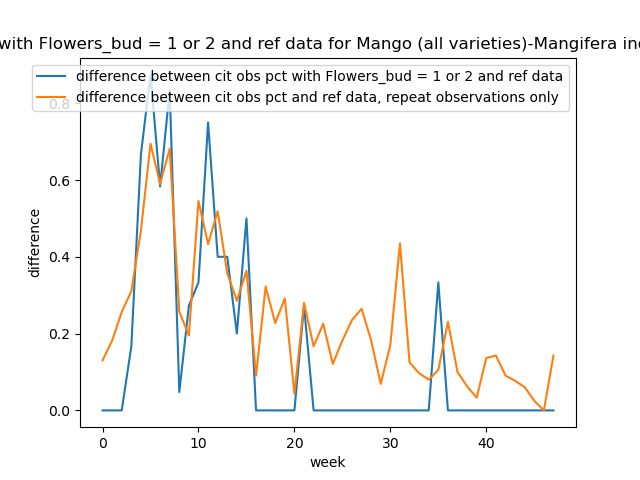 with Flowers_bud = 1 or 2 and ref data for Mango (all varieties)-Mangifera
difference between cit obs pct with Flowers_bud = 1 or 2 and ref data
difference between cit obs pct and ref data, repeat observations only
0.8
0.6
0.4
0.2
0.0
difference
0 10 20 30 40
week